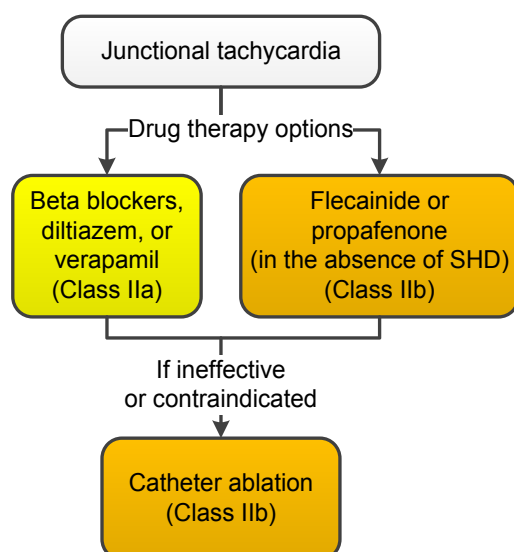 Junctional tachycardia
Drug therapy options
Beta blockers,
diltiazem, or
verapamil
(Class IIa)
Flecainide or
propafenone
(in the absence of SHD)
(Class IIb)
If ineffective
or contraindicated
Catheter ablation
(Class IIb)